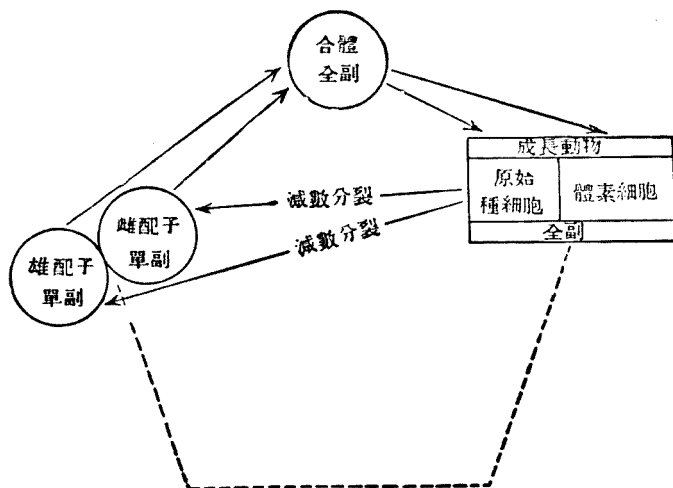 合體
全副
成長動物
原始
種細胞
體素細胞
全副
減數分裂
減數分裂
雌配子
單副
雄配子
單副